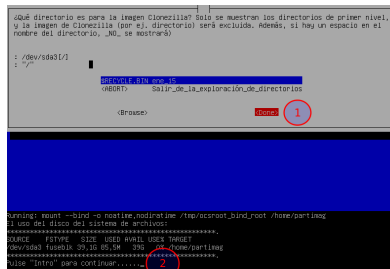 ¿Qué directorio es para la imagen Clonezilla? Solo se muestran los directorios de primer nivel,
y la imagen de Clonezilla (por ej. directorio) será excluida. Además, si hay un espacio en el
nombre del directorio, _NO_ se mostrará)
: /dev/sda3[/]
: "/"
$RECYCLE.BIN ene_15
<ABORT> Salir_de_la_exploración_de_directorios
<Browse> <Done> 1
Running: mount --bind -o noatime,nodiratime /tmp/ocsroot_bind_root /home/partimag
El uso del disco del sistema de archivos:
SOURCE FSTYPE SIZE USED AVAIL USE% TARGET
/dev/sda3 fuseblk 39,1G 85,5M 39G 0% /home/partimag
Pulse "Intro" para continuar......_ 2